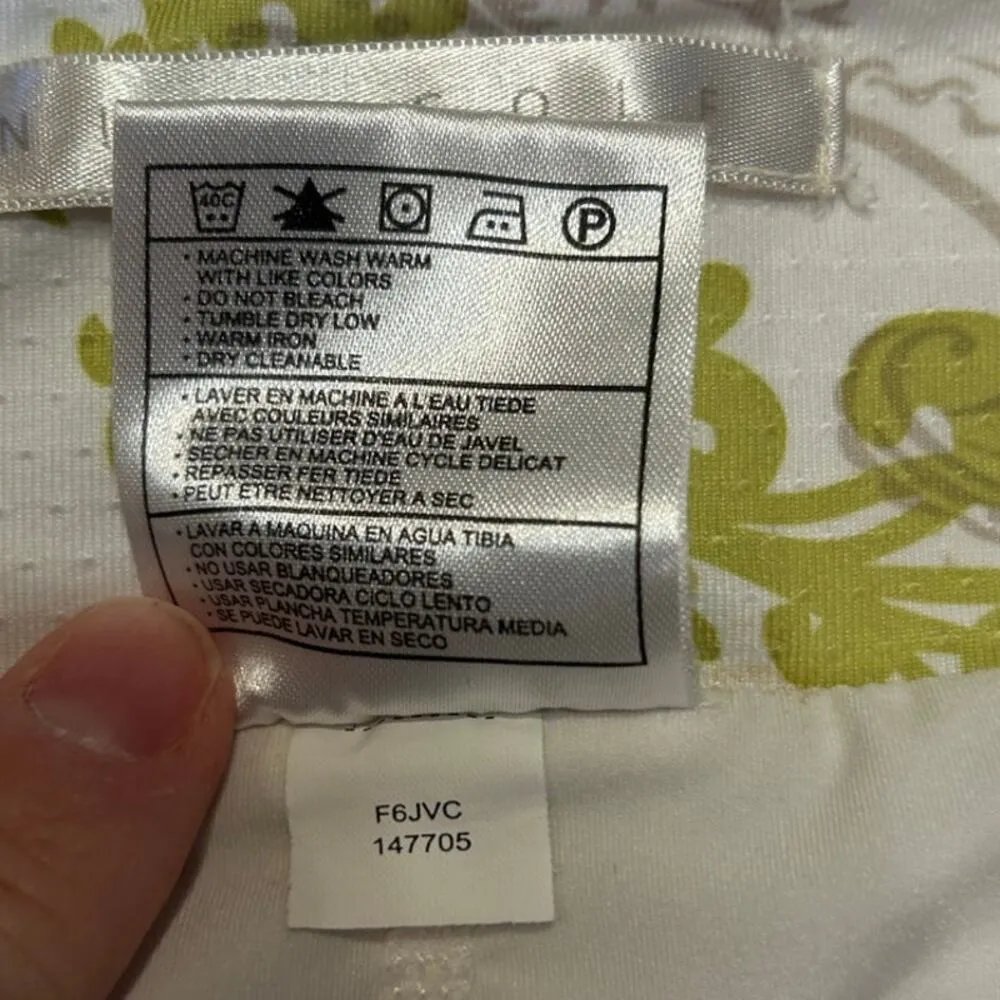 40C
P
• MACHINE WASH WARM
WITH LIKE COLORS
• DO NOT BLEACH
• TUMBLE DRY LOW
• WARM IRON
• DRY CLEANABLE
• LAVER EN MACHINE A L'EAU TIEDE
AVEC COULEURS SIMILAIRES
• NE PAS UTILISER D'EAU DE JAVEL
• SECHER EN MACHINE CYCLE DELICAT
• REPASSER FER TIEDE
• PEUT ETRE NETTOYER A SEC
• LAVAR A MAQUINA EN AGUA TIBIA
CON COLORES SIMILARES
• NO USAR BLANQUEADORES
• USAR SECADORA CICLO LENTO
• USAR PLANCHA TEMPERATURA MEDIA
• SE PUEDE LAVAR EN SECO
F6JVC
147705